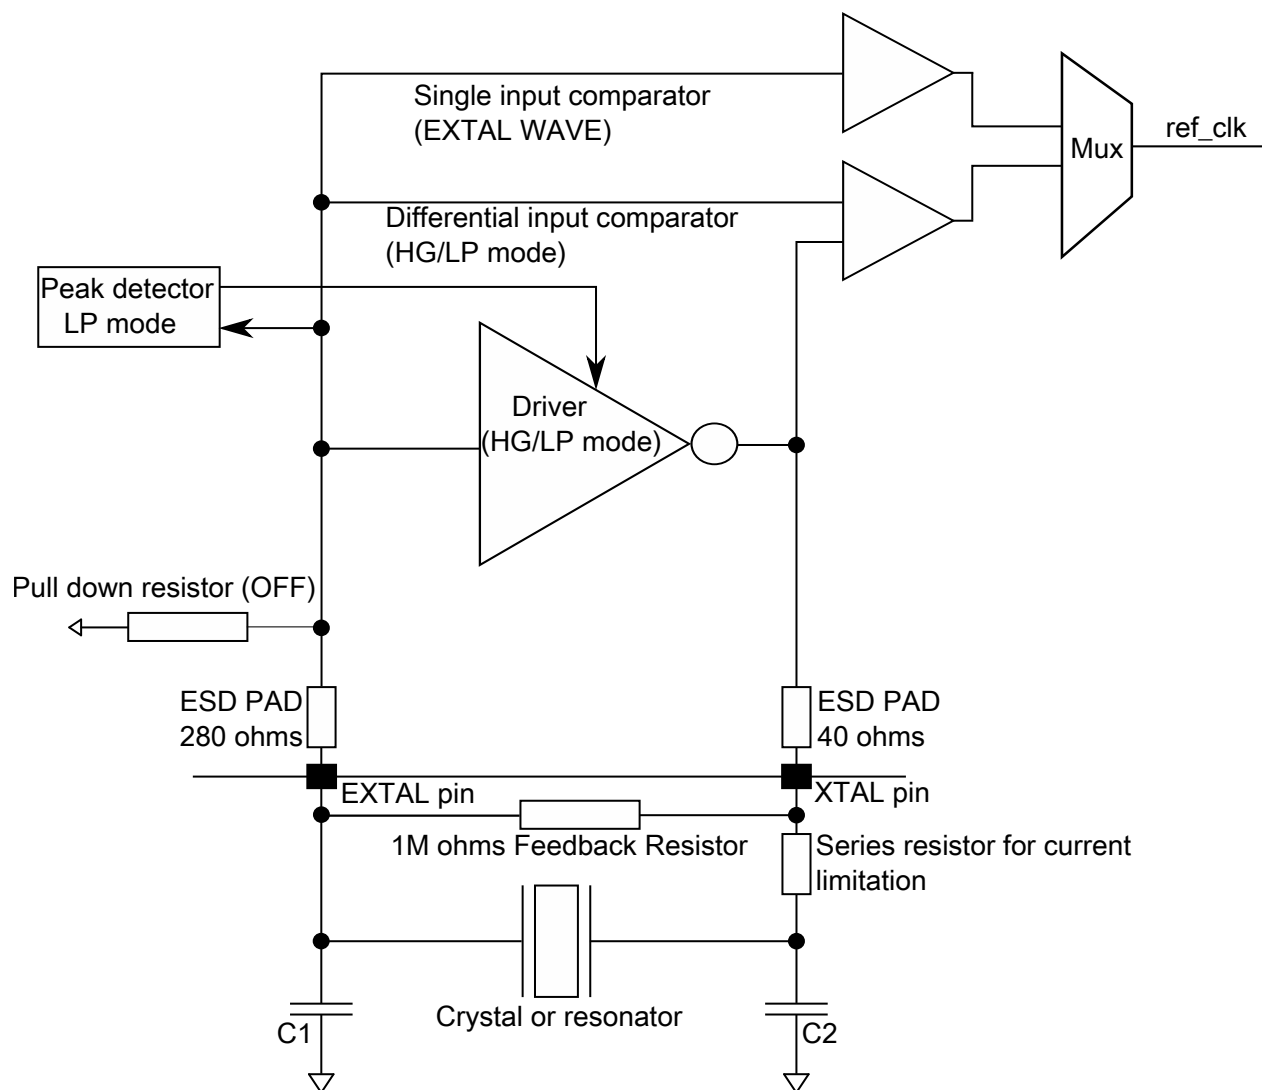 Single input comparator
(EXTAL WAVE)
Mux
ref_clk
Differential input comparator
(HG/LP mode)
Peak detector
LP mode
Driver
(HG/LP mode)
Pull down resistor (OFF)
ESD PAD
280 ohms
ESD PAD
40 ohms
EXTAL pin
XTAL pin
1M ohms Feedback Resistor
Series resistor for current
limitation
Crystal or resonator
C1
C2